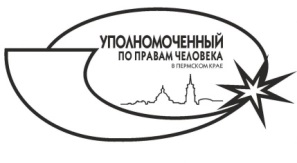 УПОЛНОМОЧЕННЫЙ
ПО ПРАВАМ ЧЕЛОВЕКА
В ПЕРМСКОМ КРАЕ